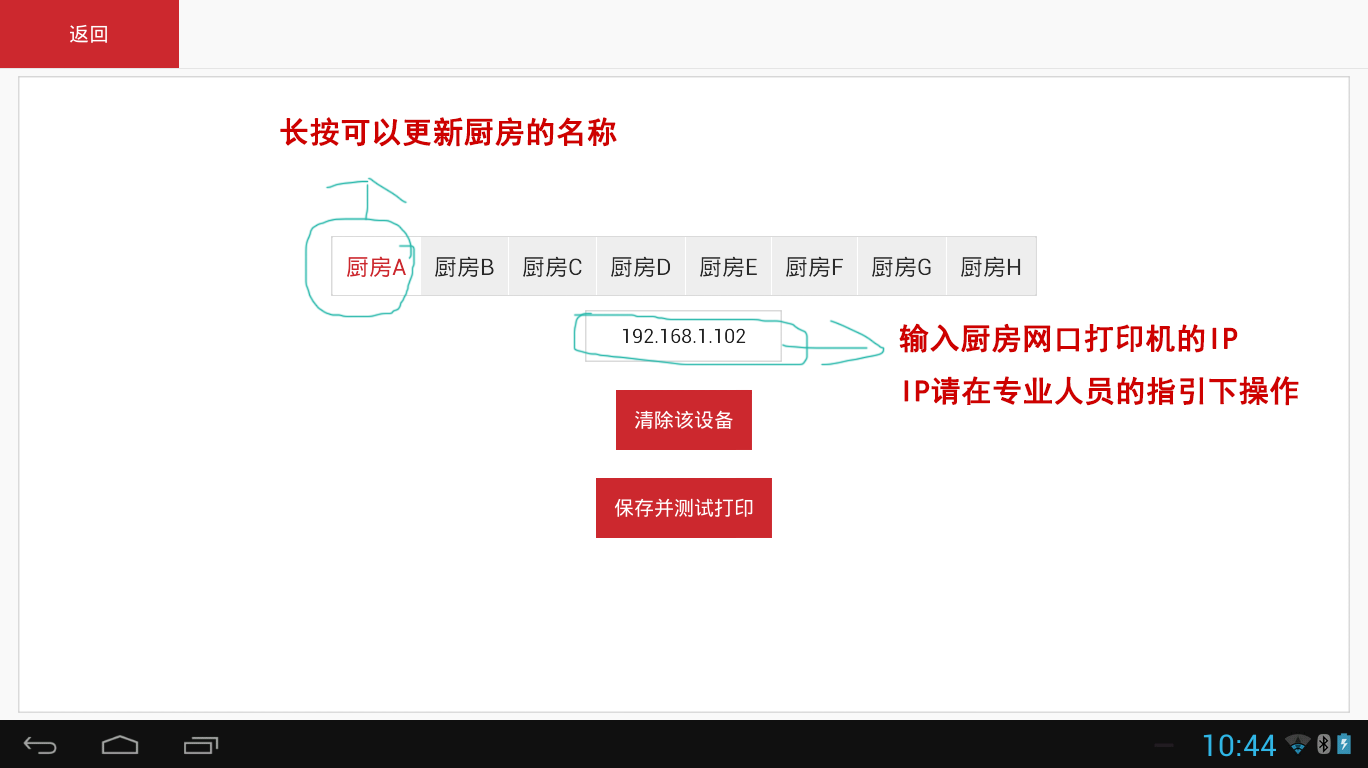 返回
长按可以更新厨房的名称
厨房A 厨房B 厨房C 厨房D 厨房E 厨房F 厨房G 厨房H
192.168.1.102
输入厨房网口打印机的IP
IP请在专业人员的指引下操作
清除该设备
保存并测试打印
10:44